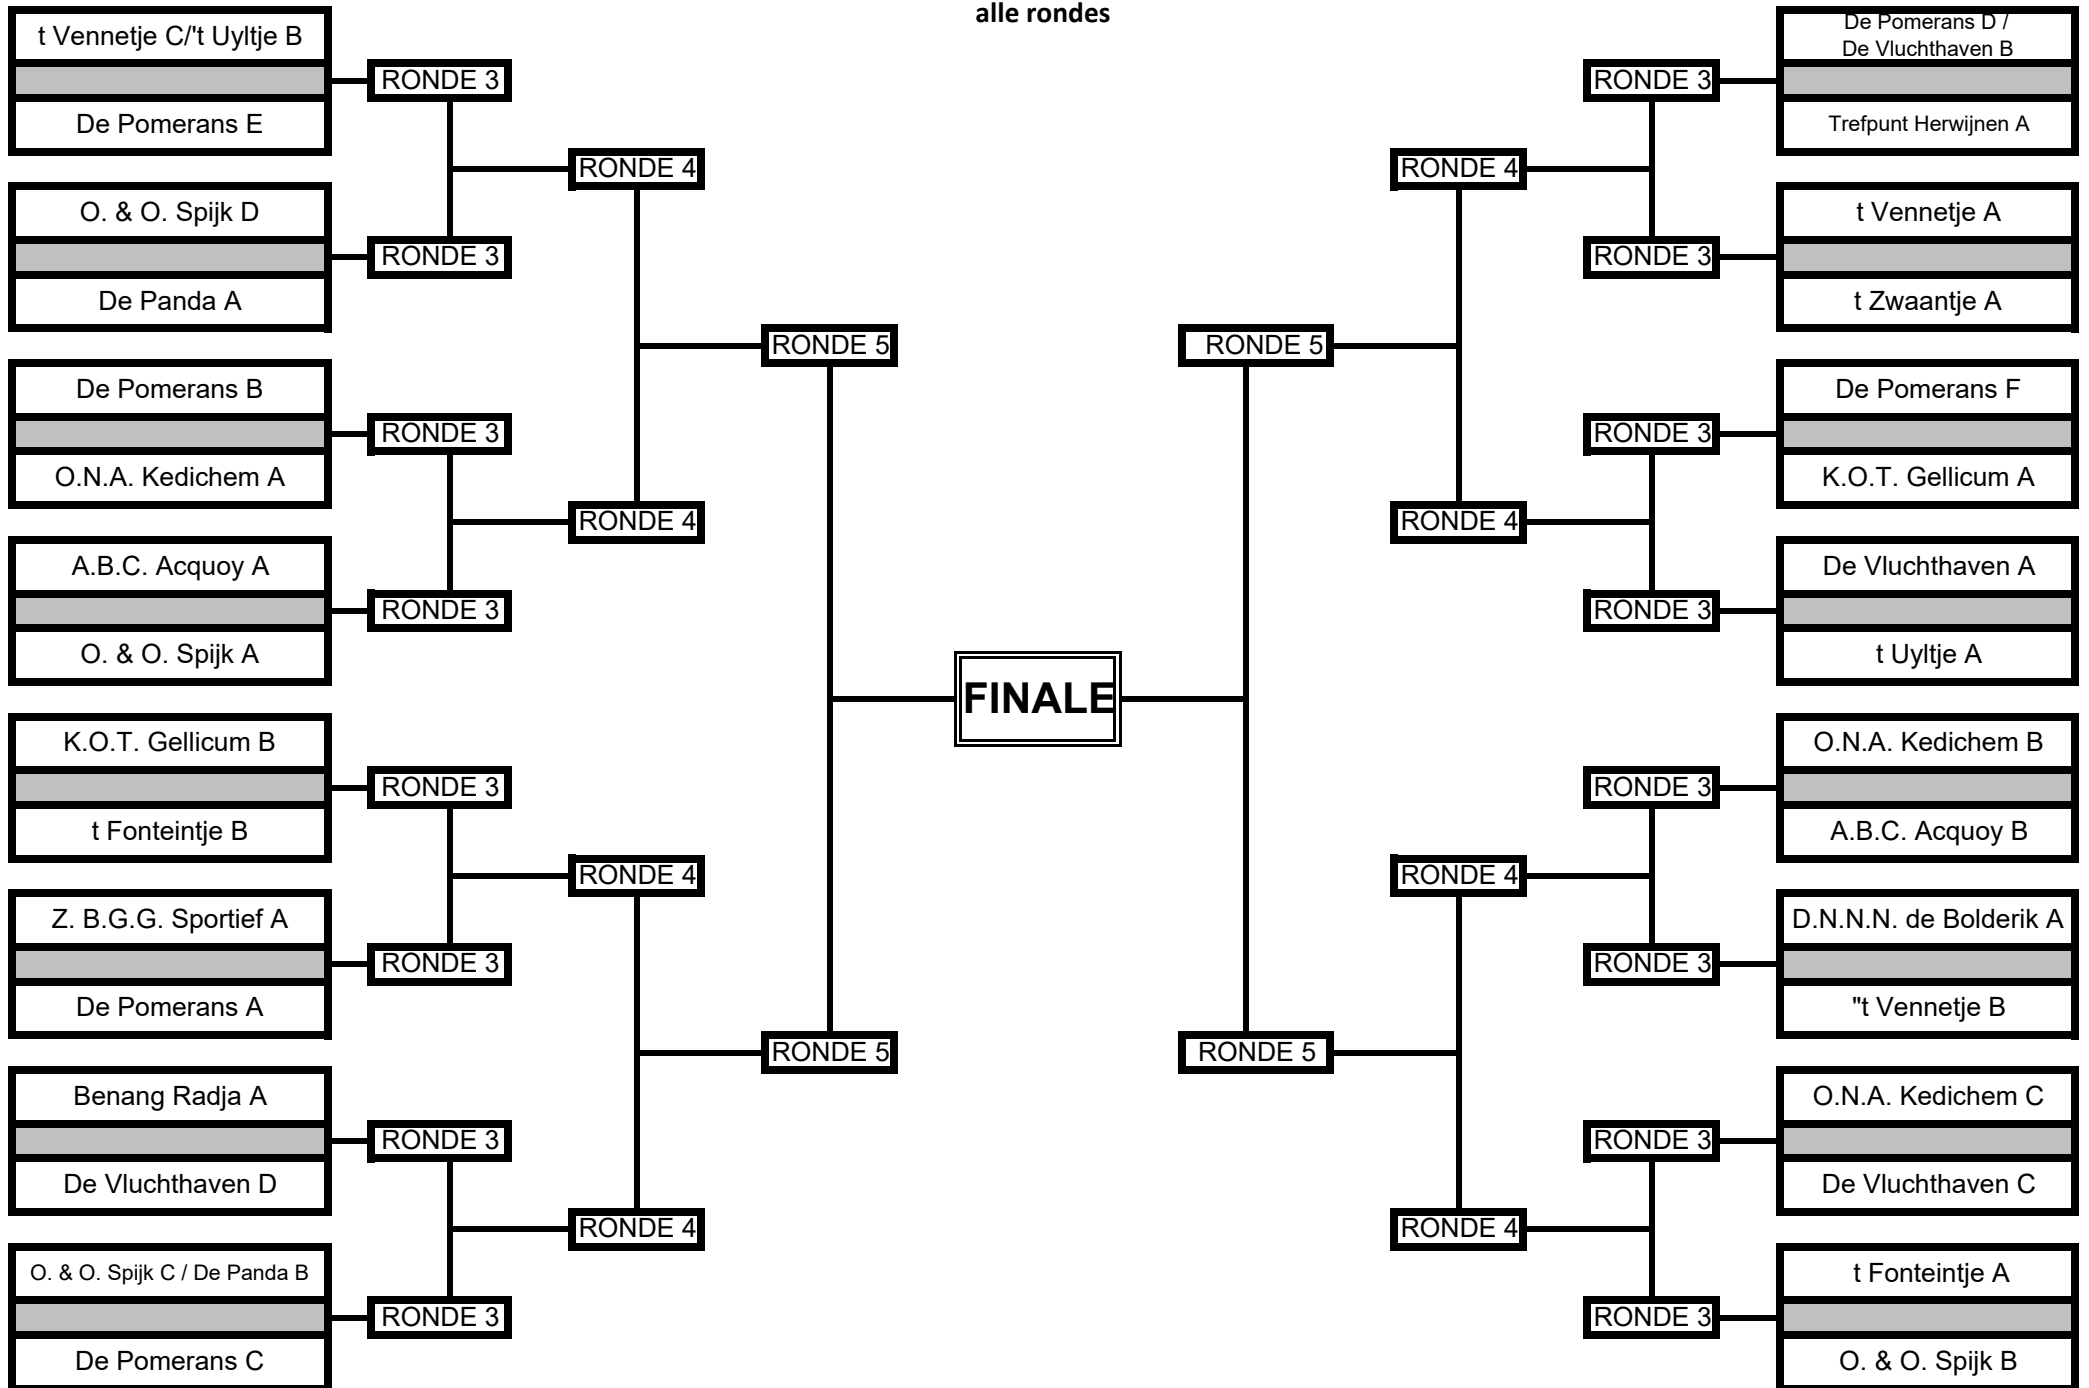 alle rondes
t Vennetje C/'t Uyltje B
RONDE 3
De Pomerans E
RONDE 4
O. & O. Spijk D
RONDE 3
De Panda A
RONDE 5
De Pomerans B
RONDE 3
O.N.A. Kedichem A
RONDE 4
A.B.C. Acquoy A
RONDE 3
O. & O. Spijk A
K.O.T. Gellicum B
RONDE 3
t Fonteintje B
RONDE 4
Z. B.G.G. Sportief A
RONDE 3
De Pomerans A
RONDE 5
Benang Radja A
RONDE 3
De Vluchthaven D
RONDE 4
O. & O. Spijk C / De Panda B
RONDE 3
De Pomerans C
FINALE
De Pomerans D /
De Vluchthaven B
RONDE 3
Trefpunt Herwijnen A
RONDE 4
t Vennetje A
RONDE 3
t Zwaantje A
RONDE 5
De Pomerans F
RONDE 3
K.O.T. Gellicum A
RONDE 4
De Vluchthaven A
RONDE 3
t Uyltje A
O.N.A. Kedichem B
RONDE 3
A.B.C. Acquoy B
RONDE 4
D.N.N.N. de Bolderik A
RONDE 3
"t Vennetje B
RONDE 5
O.N.A. Kedichem C
RONDE 3
De Vluchthaven C
RONDE 4
t Fonteintje A
RONDE 3
O. & O. Spijk B